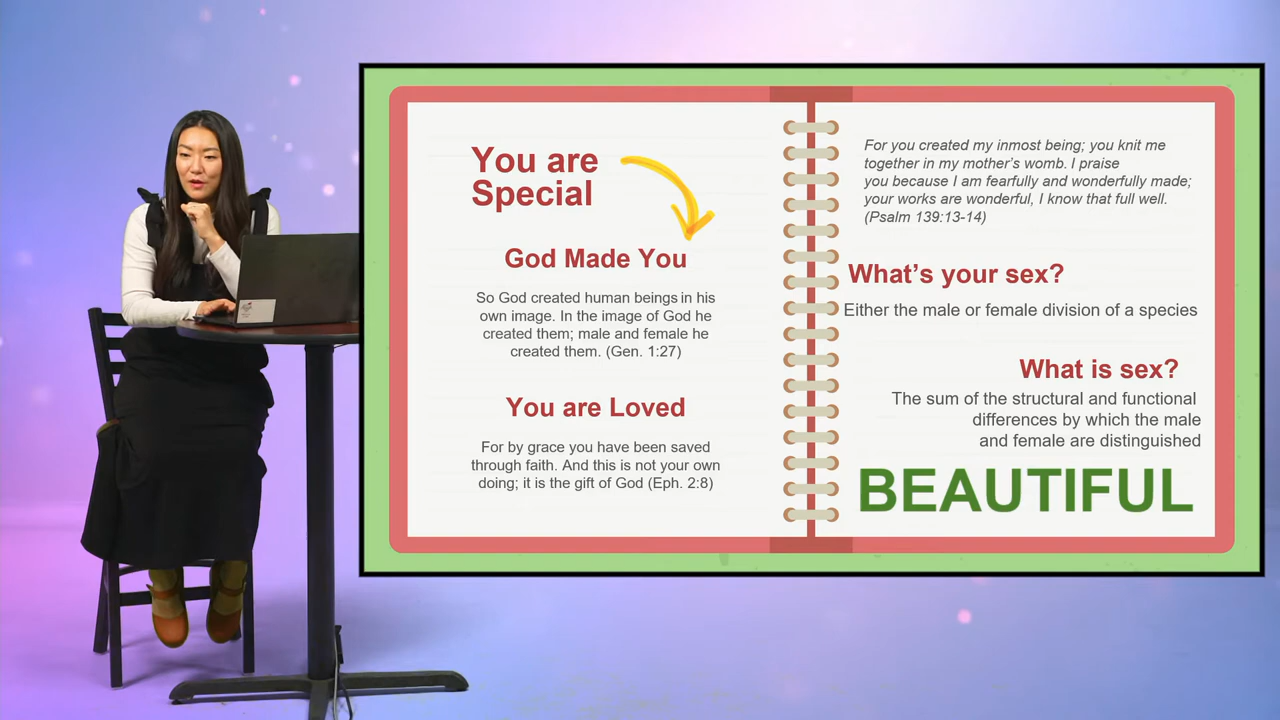 You are
Special
God Made You
So God created human beings in his
own image. In the image of God he
created them; male and female he
created them. (Gen. 1:27)
You are Loved
For by grace you have been saved
through faith. And this is not your own
doing; it is the gift of God (Eph. 2:8)
For you created my inmost being; you knit me
together in my mother’s womb. I praise
you because I am fearfully and wonderfully made;
your works are wonderful, I know that full well.
(Psalm 139:13-14)
What’s your sex?
Either the male or female division of a species
What is sex?
The sum of the structural and functional
differences by which the male
and female are distinguished
BEAUTIFUL